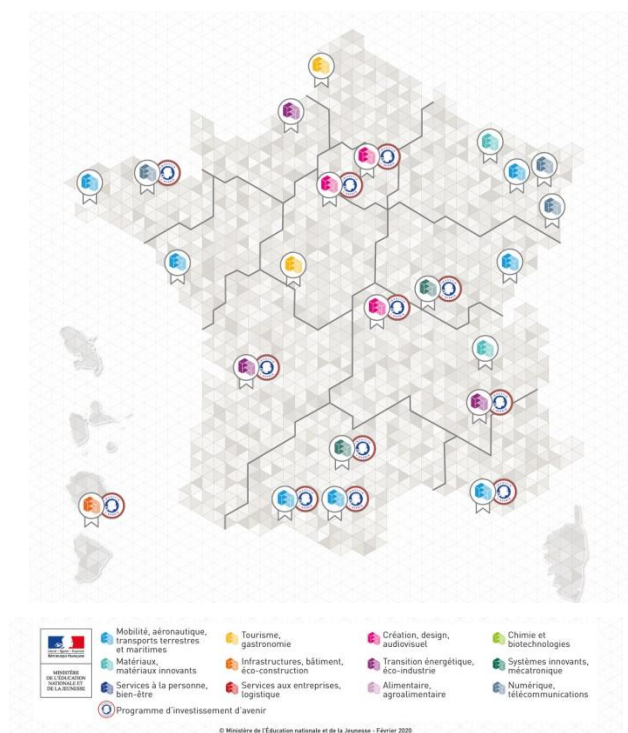 Mobilité, aéronautique,
transports terrestres
et maritimes
Tourisme,
gastronomie
Création, design,
audiovisuel
Chimie et
biotechnologies
Matériaux,
matériaux innovants
Infrastructures, bâtiment,
éco-construction
Transition énergétique,
éco-industrie
Systèmes innovants,
mécatronique
Services à la personne,
bien-être
Services aux entreprises,
logistique
Alimentaire,
agroalimentaire
Numérique,
télécommunications
Programme d'investissement d'avenir
RÉPUBLIQUE FRANÇAISE
MINISTÈRE
DE L'ÉDUCATION
NATIONALE ET
DE LA JEUNESSE
© Ministère de l'Éducation nationale et de la Jeunesse - Février 2020